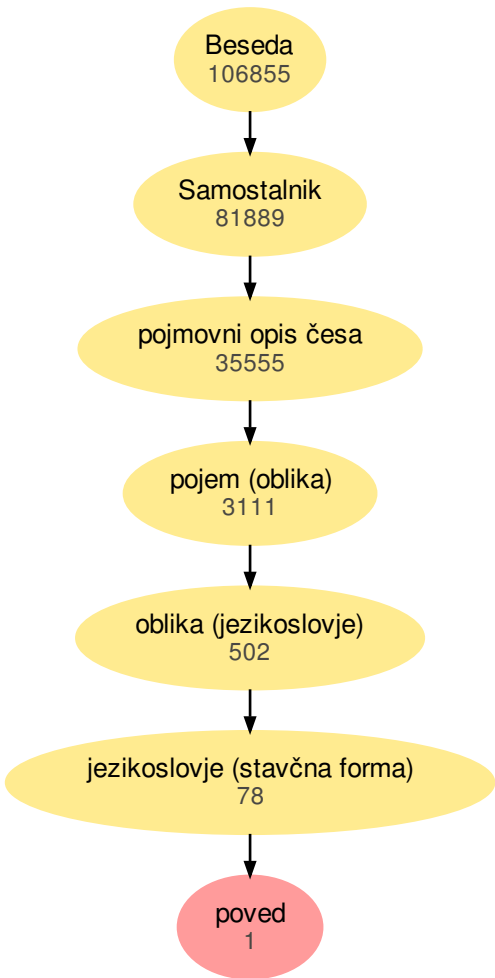 Beseda
106855
Samostalnik
81889
pojmovni opis česa
35555
pojem (oblika)
3111
oblika (jezikoslovje)
502
jezikoslovje (stavčna forma)
78
poved
1